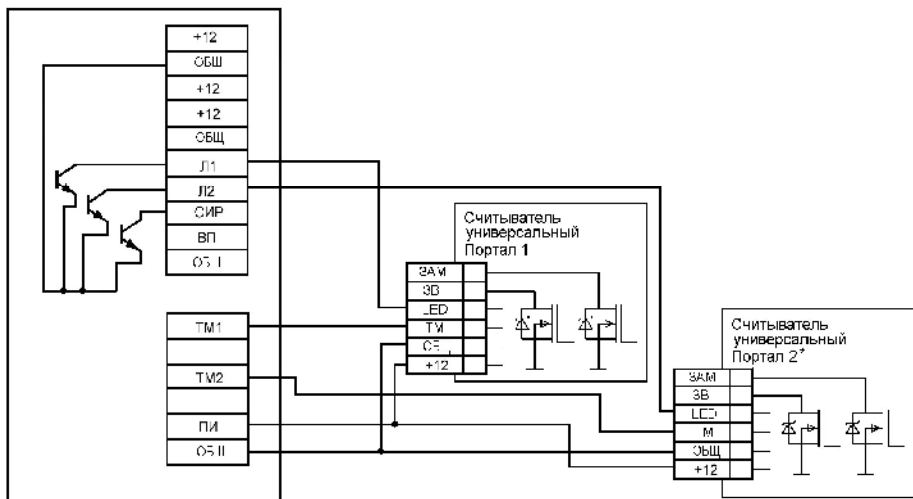 +12
ОБЩ
+12
+12
ОБЩ
Л1
Л2
СИР
ВП
ТМ1
ТМ2
ПИ
Считыватель
универсальный
Портал 1
ЗАМ
ЗВ
LED
ТМ
+12
Считыватель
универсальный
Портал 2*
ЗАМ
ЗВ
LED
М
ОБЩ
+12